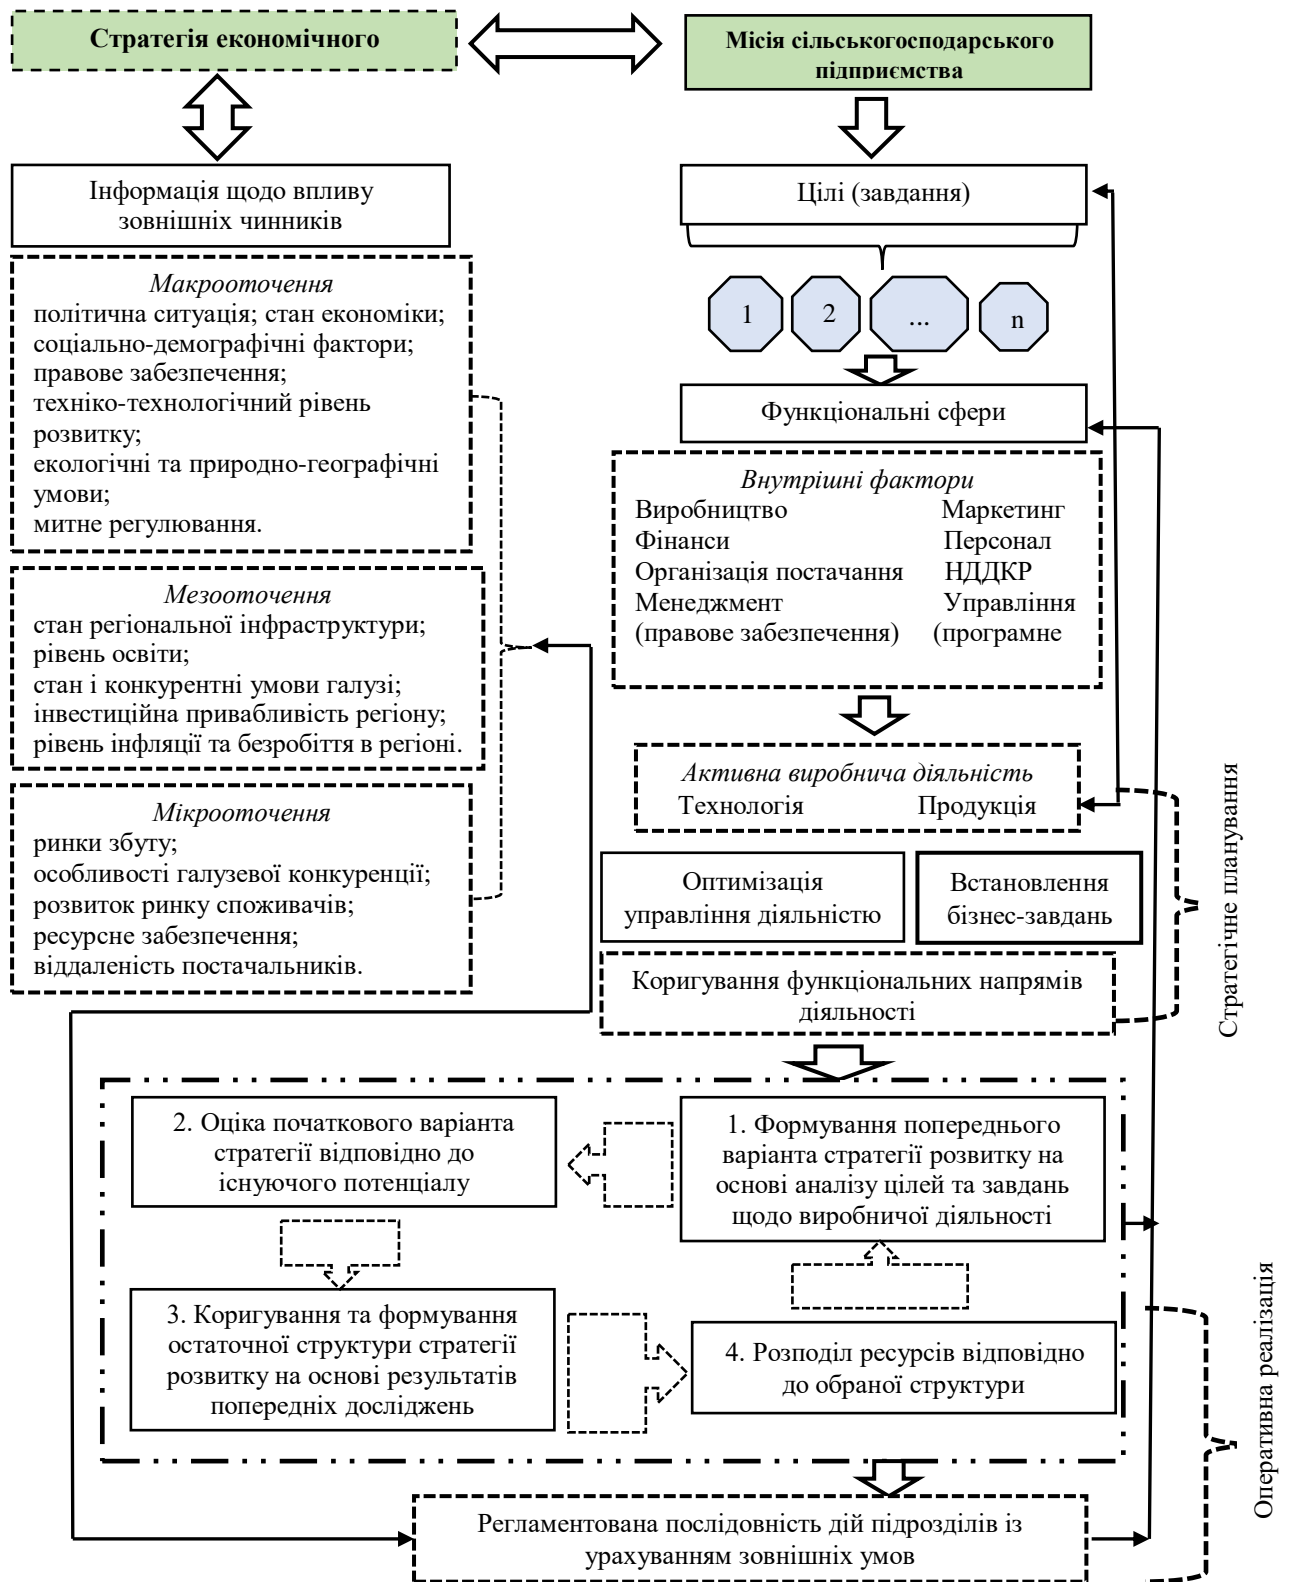 Стратегія економічного
Місія сільськогосподарського
підприємства
Інформація щодо впливу
зовнішніх чинників
Макрооточення
політична ситуація; стан економіки;
соціально-демографічні фактори;
правове забезпечення;
техніко-технологічний рівень
розвитку;
екологічні та природно-географічні
умови;
митне регулювання.
Мезооточення
стан регіональної інфраструктури;
рівень освіти;
стан і конкурентні умови галузі;
інвестиційна привабливість регіону;
рівень інфляції та безробіття в регіоні.
Мікрооточення
ринки збуту;
особливості галузевої конкуренції;
розвиток ринку споживачів;
ресурсне забезпечення;
віддаленість постачальників.
Цілі (завдання)
1 2 ... n
Функціональні сфери
Внутрішні фактори
Виробництво Маркетинг
Фінанси Персонал
Організація постачання НДДКР
Менеджмент Управління
(правове забезпечення) (програмне
Активна виробнича діяльність
Технологія Продукція
Оптимізація
управління діяльністю
Встановлення
бізнес-завдань
Коригування функціональних напрямів
діяльності
Стратегічне планування
2. Оціка початкового варіанта
стратегії відповідно до
існуючого потенціалу
1. Формування попереднього
варіанта стратегії розвитку на
основі аналізу цілей та завдань
щодо виробничої діяльності
3. Коригування та формування
остаточної структури стратегії
розвитку на основі результатів
попередніх досліджень
4. Розподіл ресурсів відповідно
до обраної структури
Оперативна реалізація
Регламентована послідовність дій підрозділів із
урахуванням зовнішніх умов